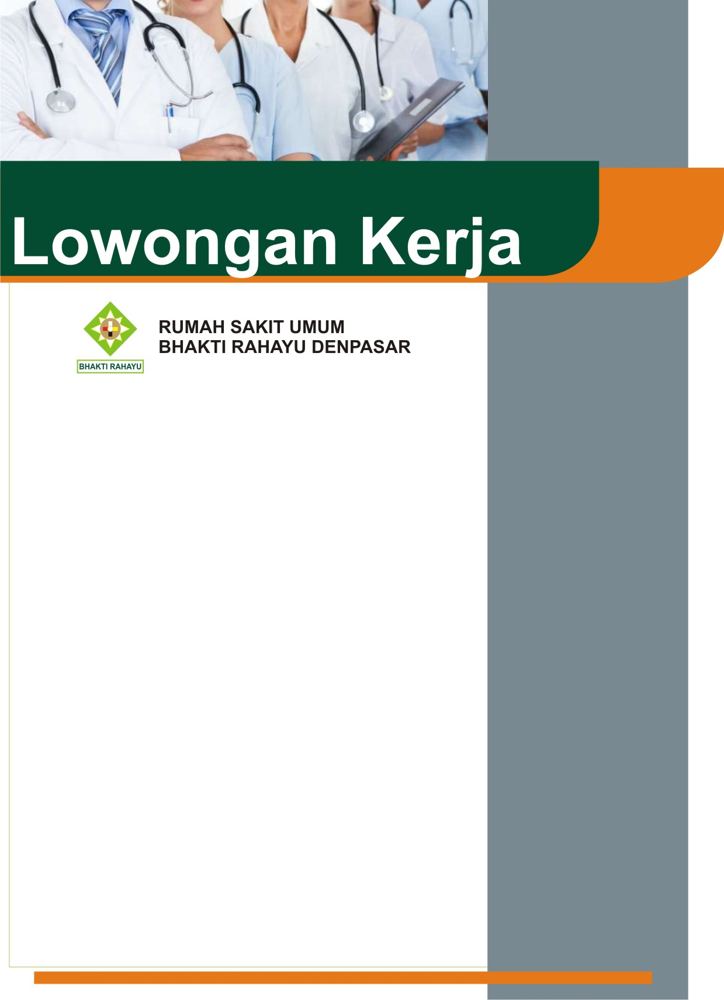 Lowongan Kerja
RUMAH SAKIT UMUM
BHAKTI RAHAYU DENPASAR
BHAKTI RAHAYU